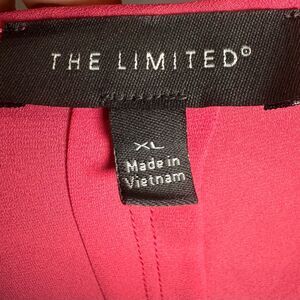 THE LIMITED®
XL
Made in
Vietnam